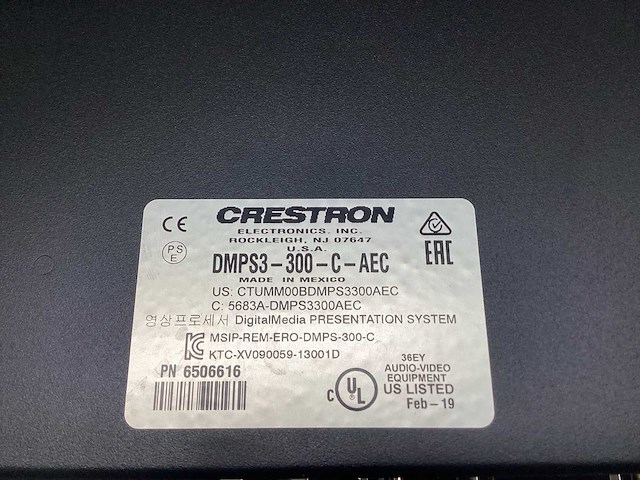 CE
CRESTRON
ELECTRONICS, INC.
ROCKLEIGH, NJ 07647
U.S.A.
PS
E
EAC
DMPS3-300-C-AEC
MADE IN MEXICO
US: CTUMM00BDMPS3300AEC
C: 5683A-DMPS3300AEC
영상프로세서 DigitalMedia PRESENTATION SYSTEM
MSIP-REM-ERO-DMPS-300-C
KTC-XV090059-13001D
PN 6506616
c UL
36EY
AUDIO-VIDEO
EQUIPMENT
US LISTED
Feb-19